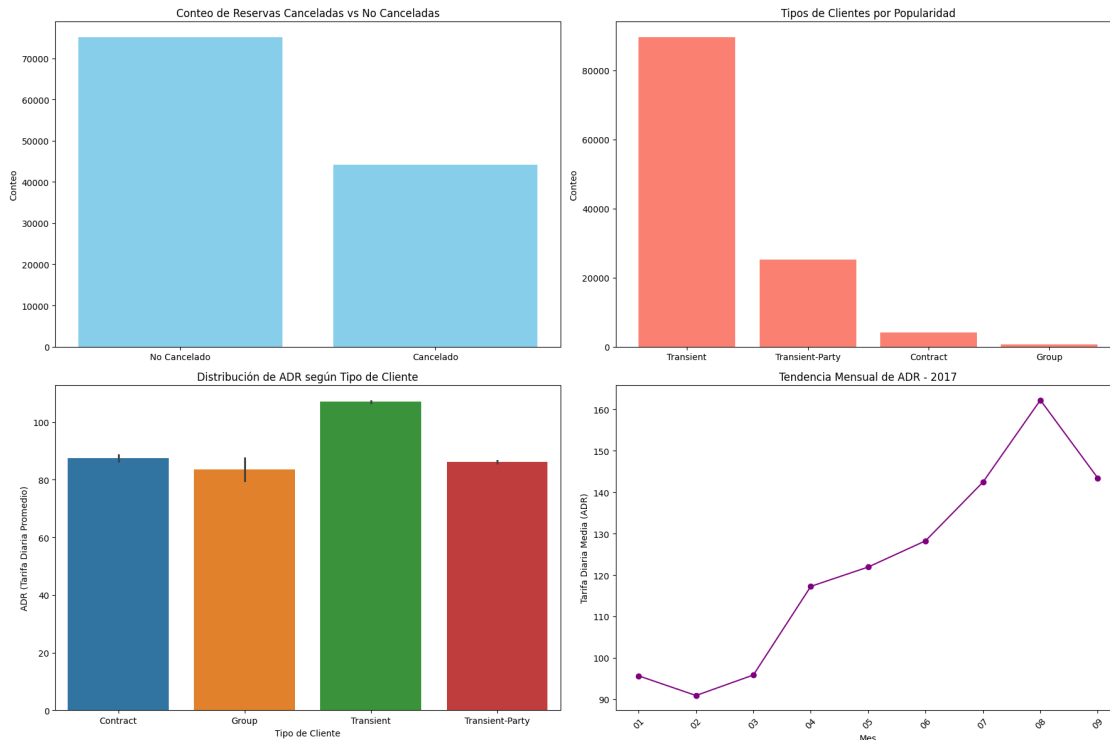 Conteo de Reservas Canceladas vs No Canceladas
Conteo
70000
60000
50000
40000
30000
20000
10000
0
No Cancelado
Cancelado
Tipos de Clientes por Popularidad
Conteo
80000
60000
40000
20000
0
Transient
Transient-Party
Contract
Group
Distribución de ADR según Tipo de Cliente
ADR (Tarifa Diaria Promedio)
100
80
60
40
20
0
Contract
Group
Transient
Transient-Party
Tipo de Cliente
Tendencia Mensual de ADR - 2017
Tarifa Diaria Media (ADR)
160
150
140
130
120
110
100
90
01
02
03
04
05
06
07
08
09
Mes